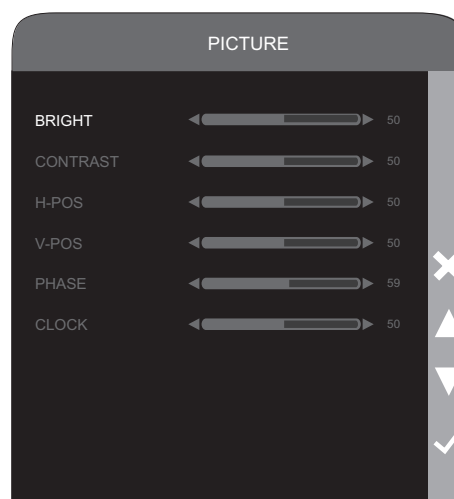 PICTURE
BRIGHT 50
CONTRAST 50
H-POS 50
V-POS 50
PHASE 59
CLOCK 50